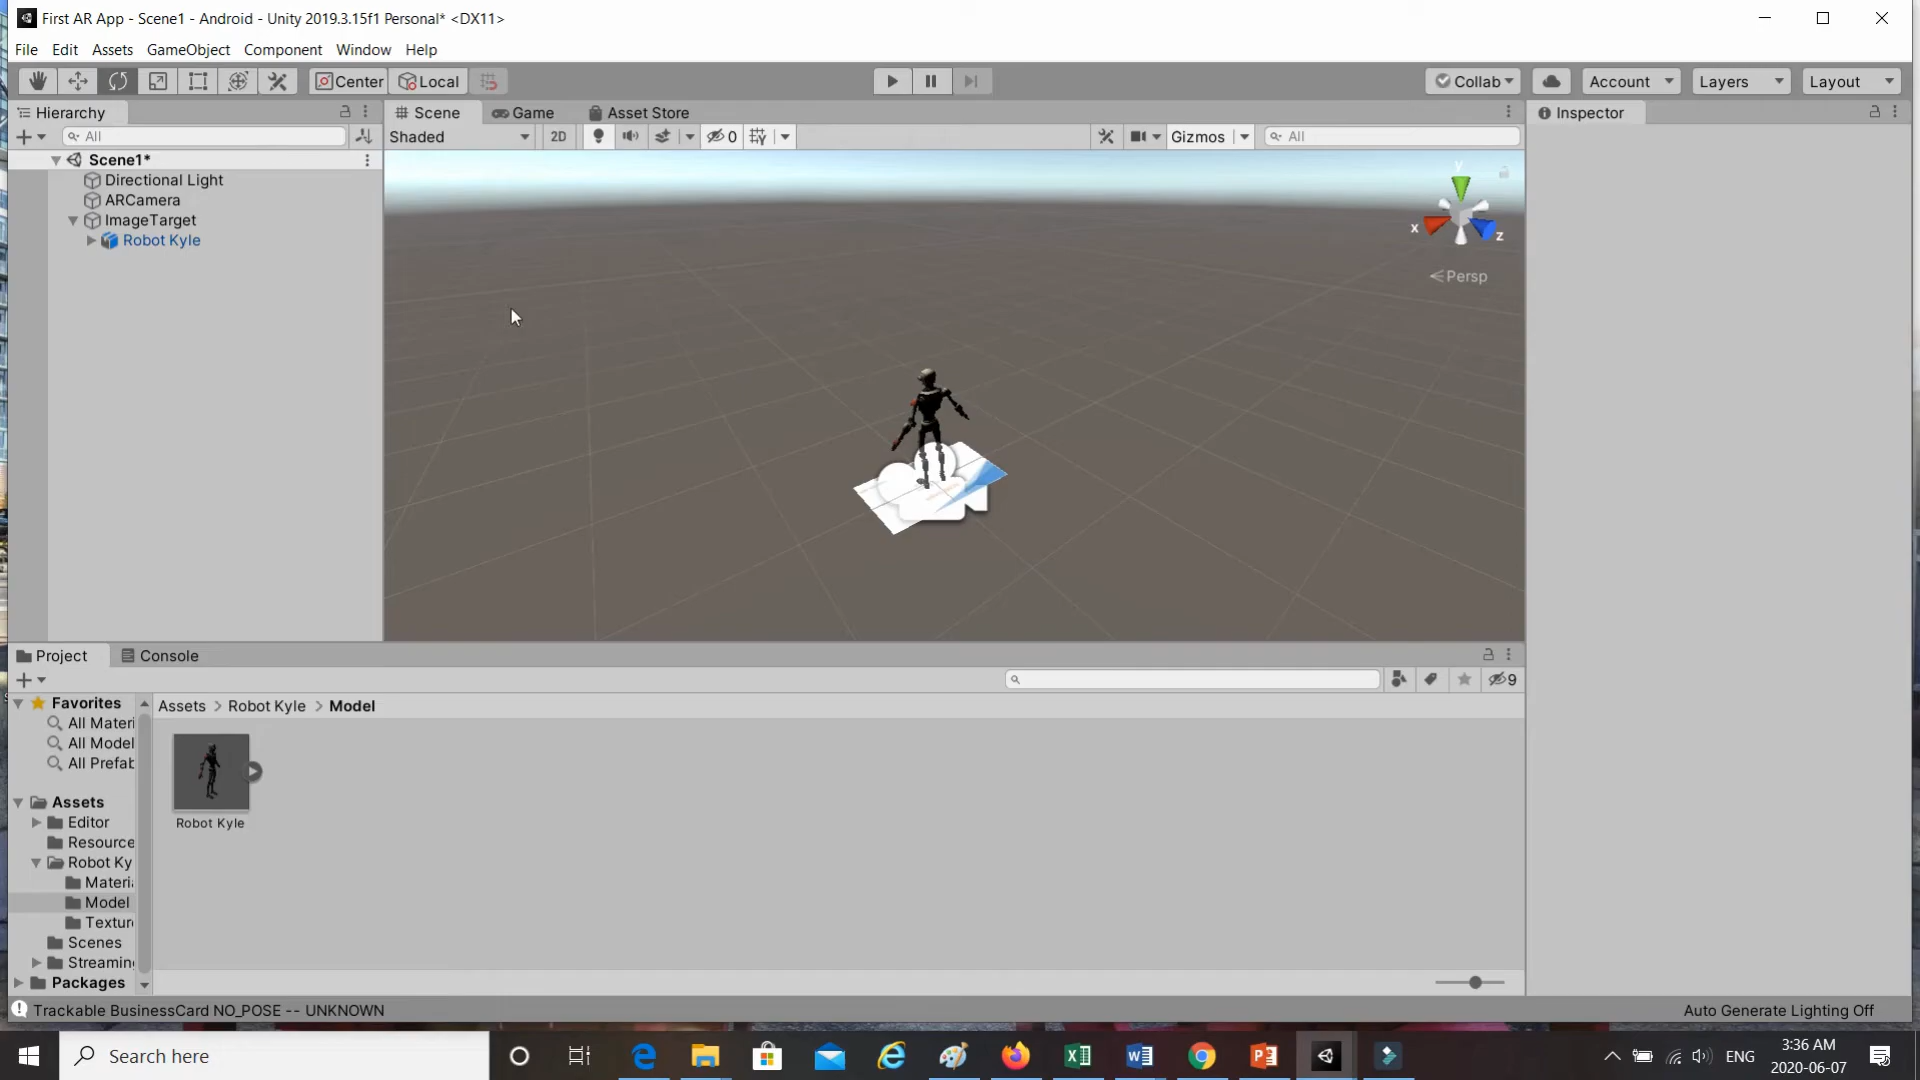 First AR App - Scene1 - Android - Unity 2019.3.15f1 Personal* <DX11>
File Edit Assets GameObject Component Window Help
Center Local Collab Account Layers Layout
Hierarchy
All
Scene1*
Directional Light
ARCamera
ImageTarget
Robot Kyle
Scene Game Asset Store
Shaded 2D 0 Gizmos All
y
x
z
Persp
Inspector
Project Console
9
Favorites
All Materi
All Model
All Prefab
Assets
Editor
Resource
Robot Ky
Materia
Model
Textur
Scenes
Streaming
Packages
Assets > Robot Kyle > Model
Robot Kyle
Trackable BusinessCard NO_POSE -- UNKNOWN
Auto Generate Lighting Off
Search here
ENG
3:36 AM
2020-06-07